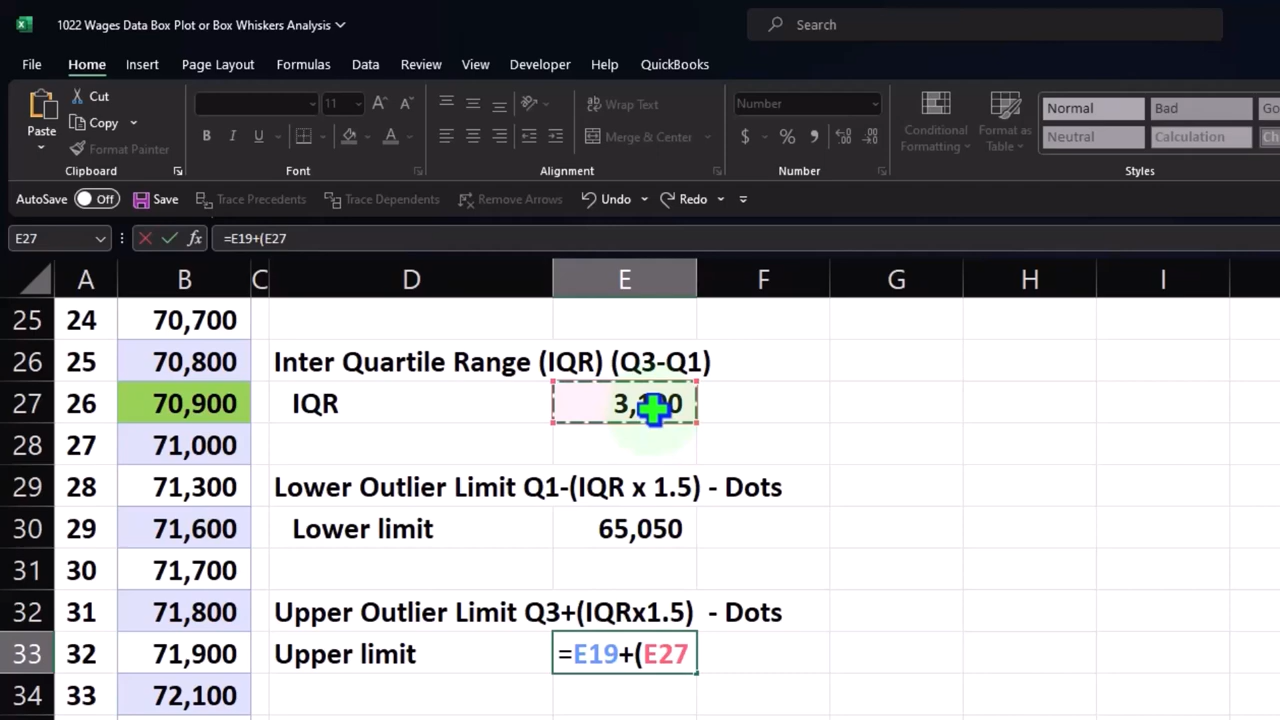 1022 Wages Data Box Plot or Box Whiskers Analysis
Search
File Home Insert Page Layout Formulas Data Review View Developer Help QuickBooks
Paste
Cut
Copy
Format Painter
Clipboard
11
A A
B I U
Font
Wrap Text
Merge & Center
Alignment
Number
$ %
Number
Conditional Formatting
Format as Table
Normal
Bad
Neutral
Calculation
Styles
AutoSave Off Save Trace Precedents Trace Dependents Remove Arrows Undo Redo
E27 fx =E19+(E27
A B C D E F G H I
25 24 70,700
26 25 70,800 Inter Quartile Range (IQR) (Q3-Q1)
27 26 70,900 IQR
28 27 71,000
29 28 71,300 Lower Outlier Limit Q1-(IQR x 1.5) - Dots
30 29 71,600 Lower limit 65,050
31 30 71,700
32 31 71,800 Upper Outlier Limit Q3+(IQRx1.5) - Dots
33 32 71,900 Upper limit =E19+(E27
34 33 72,100